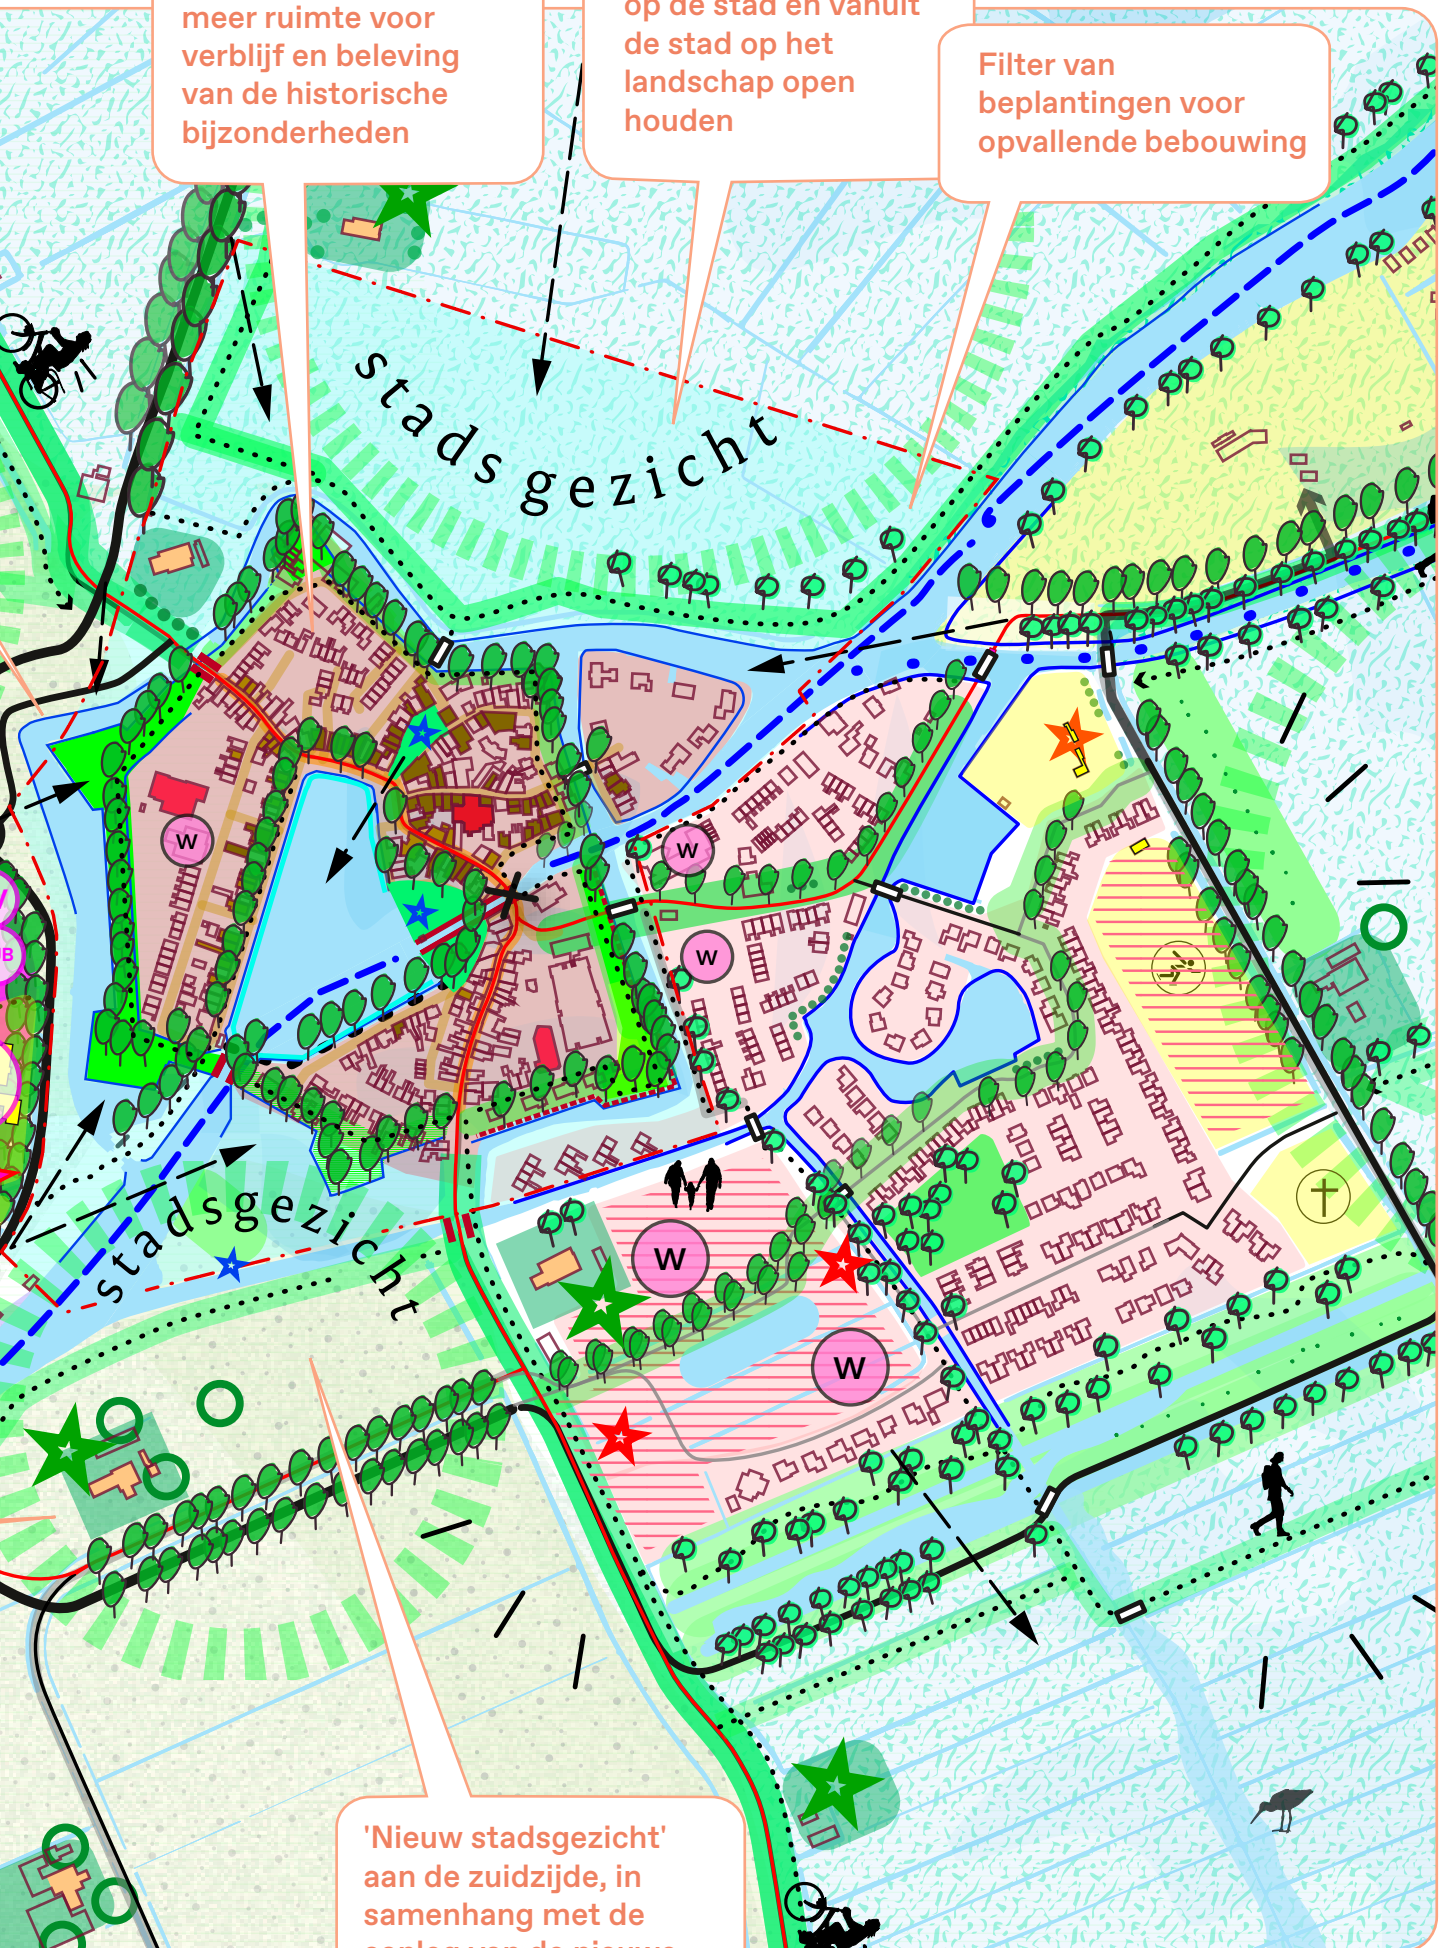 meer ruimte voor
verblijf en beleving
van de historische
bijzonderheden
op de stad en vanuit
de stad op het
landschap open
houden
Filter van
beplantingen voor
opvallende bebouwing
stadsgezicht
W
W
W
stadsgezicht
W
W
'Nieuw stadsgezicht'
aan de zuidzijde, in
samenhang met de